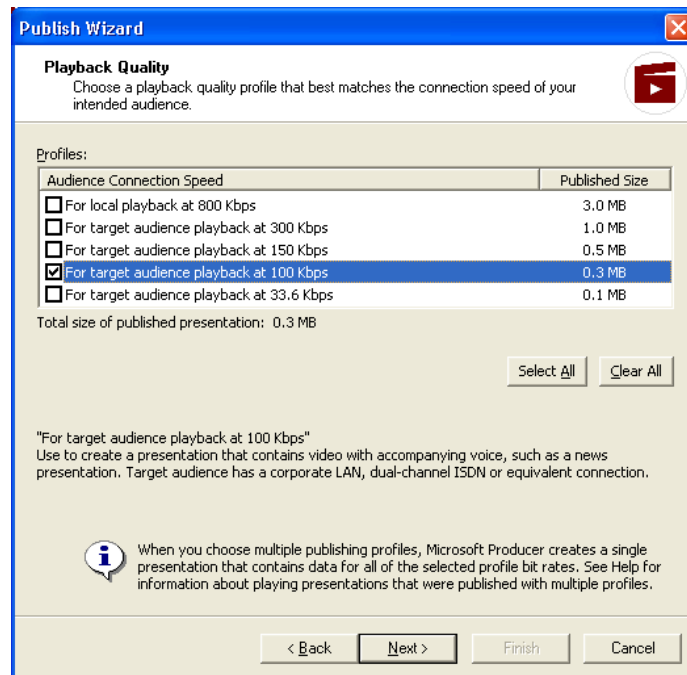 Publish Wizard
Playback Quality
Choose a playback quality profile that best matches the connection speed of your
intended audience.
Profiles:
Audience Connection Speed Published Size
For local playback at 800 Kbps 3.0 MB
For target audience playback at 300 Kbps 1.0 MB
For target audience playback at 150 Kbps 0.5 MB
For target audience playback at 100 Kbps 0.3 MB
For target audience playback at 33.6 Kbps 0.1 MB
Total size of published presentation: 0.3 MB
Select All Clear All
"For target audience playback at 100 Kbps"
Use to create a presentation that contains video with accompanying voice, such as a news
presentation. Target audience has a corporate LAN, dual-channel ISDN or equivalent connection.
When you choose multiple publishing profiles, Microsoft Producer creates a single
presentation that contains data for all of the selected profile bit rates. See Help for
information about playing presentations that were published with multiple profiles.
< Back Next > Finish Cancel